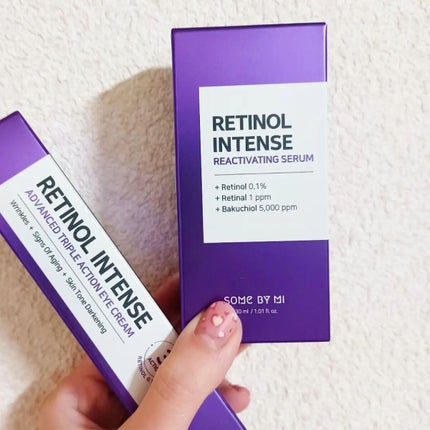 RETINOL
INTENSE
REACTIVATING SERUM
+ Retinol 0.1%
+ Retinal 1 ppm
+ Bakuchiol 5,000 ppm
SOME BY MI
ml / 1.01 fl. oz.
RETINOL INTENSE
ADVANCED TRIPLE ACTION EYE CREAM
Wrinkles + Signs Of Aging + Skin Tone Darkening